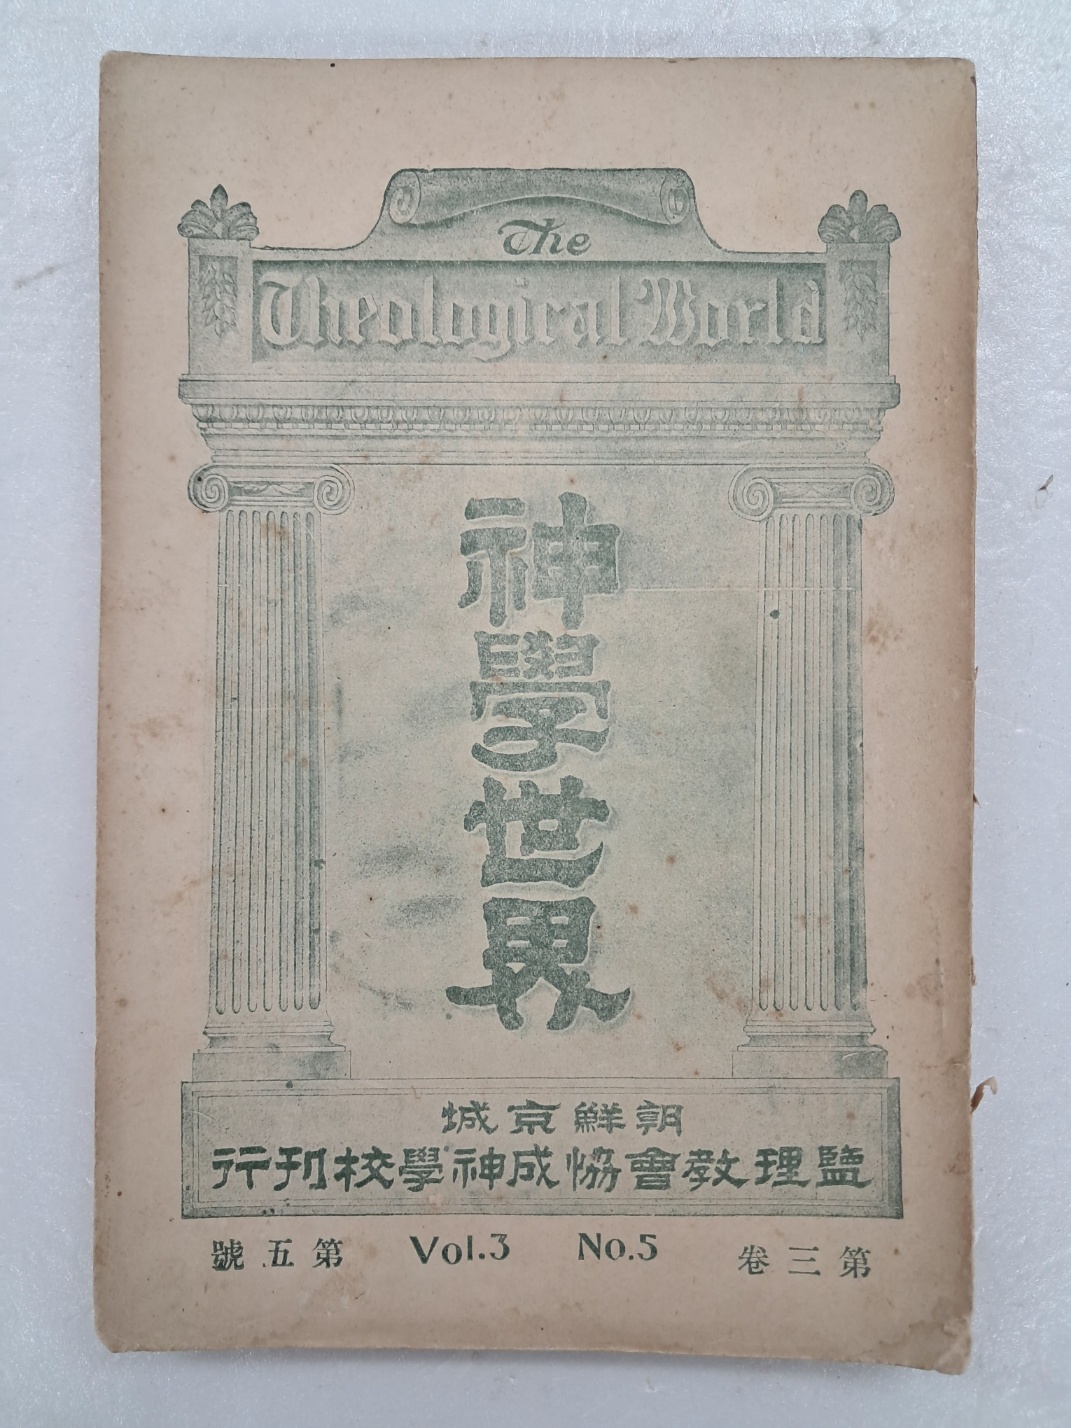 The
Theological World
神學世界
朝鮮京城
監理敎會恊成神學校刊行
第三卷 Vol.3 No.5 第五號